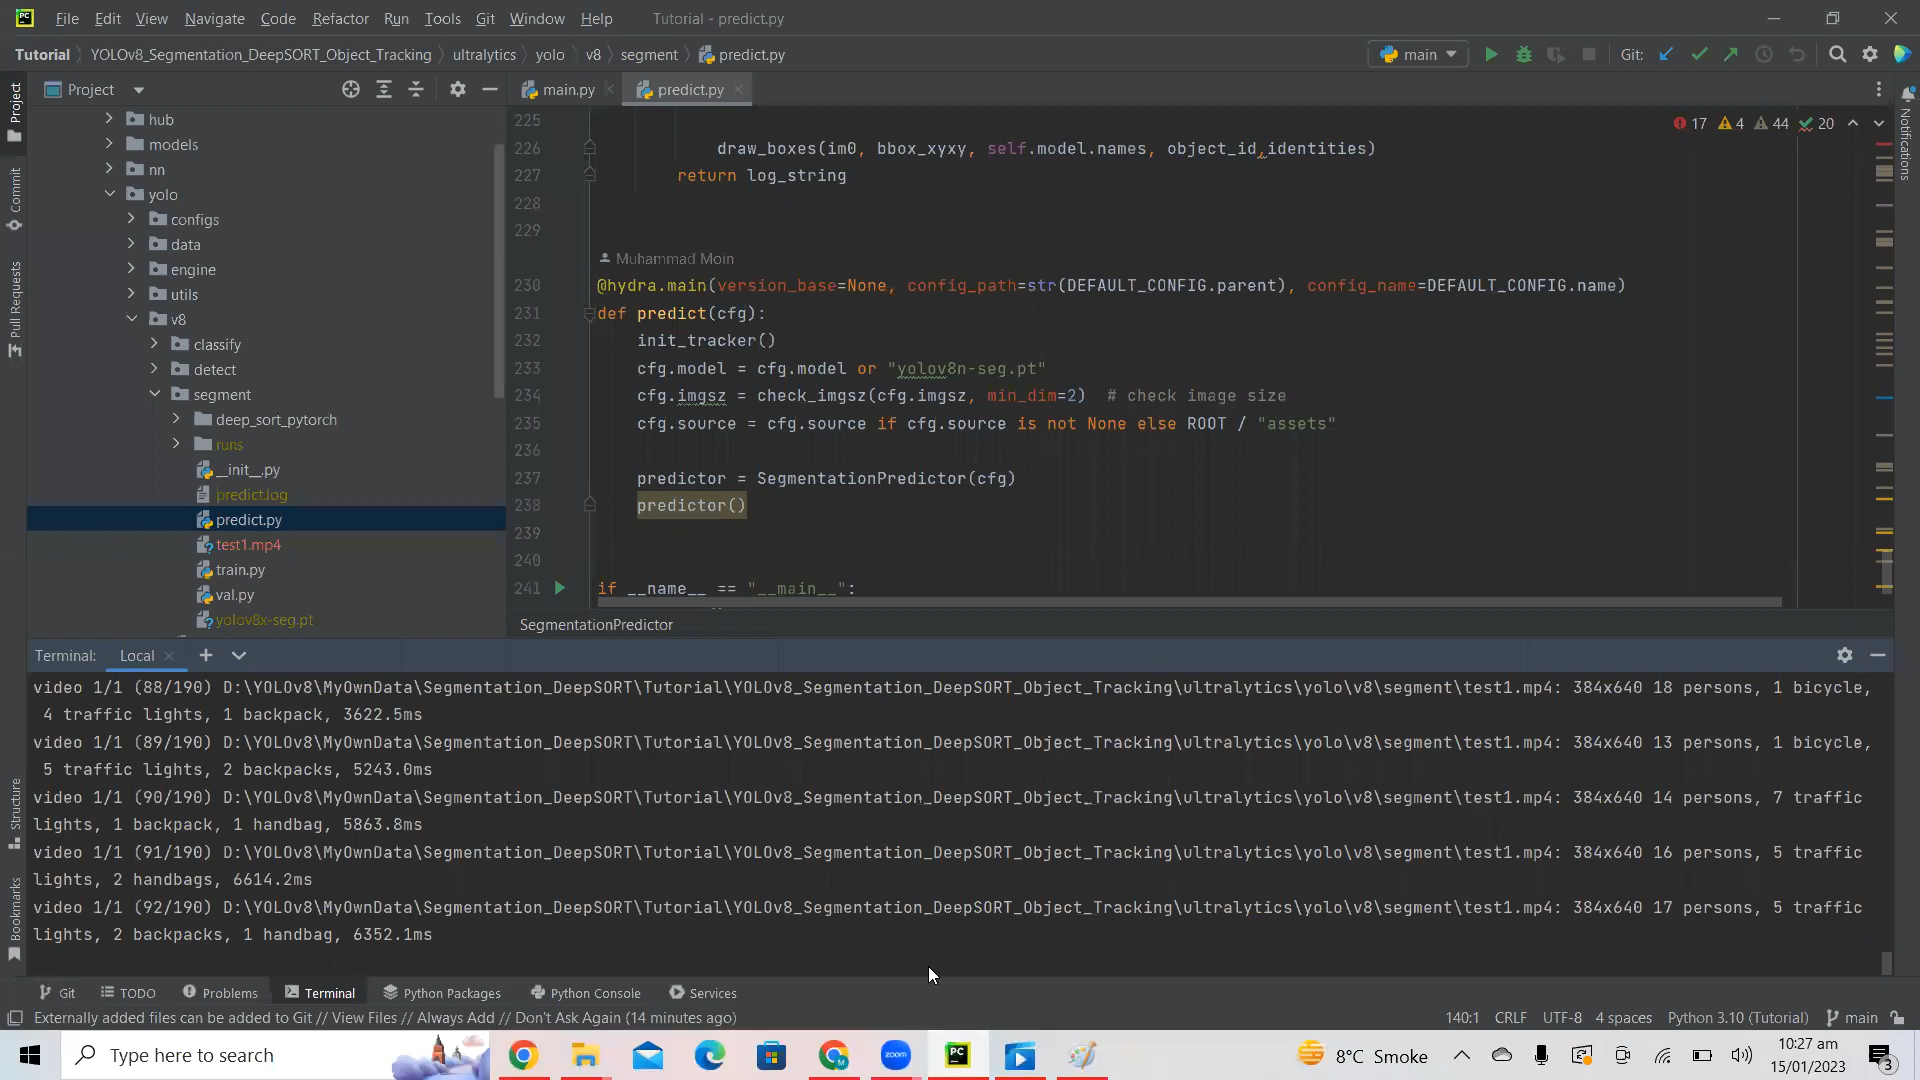 File Edit View Navigate Code Refactor Run Tools Git Window Help Tutorial - predict.py
Tutorial YOLOv8_Segmentation_DeepSORT_Object_Tracking ultralytics yolo v8 segment predict.py main Git:
Project
main.py predict.py
Project
Commit
Pull Requests
Structure
Bookmarks
Notifications
hub
models
nn
yolo
configs
data
engine
utils
v8
classify
detect
segment
deep_sort_pytorch
runs
__init__.py
predict.log
predict.py
test1.mp4
train.py
val.py
yolov8x-seg.pt
17 4 44 20
225
226 draw_boxes(im0, bbox_xyxy, self.model.names, object_id,identities)
227 return log_string
228
229
Muhammad Moin
230 @hydra.main(version_base=None, config_path=str(DEFAULT_CONFIG.parent), config_name=DEFAULT_CONFIG.name)
231 def predict(cfg):
232 init_tracker()
233 cfg.model = cfg.model or "yolov8n-seg.pt"
234 cfg.imgsz = check_imgsz(cfg.imgsz, min_dim=2) # check image size
235 cfg.source = cfg.source if cfg.source is not None else ROOT / "assets"
236
237 predictor = SegmentationPredictor(cfg)
238 predictor()
239
240
241 if __name__ == "__main__":
SegmentationPredictor
Terminal: Local
video 1/1 (88/190) D:\YOLOv8\MyOwnData\Segmentation_DeepSORT\Tutorial\YOLOv8_Segmentation_DeepSORT_Object_Tracking\ultralytics\yolo\v8\segment\test1.mp4: 384x640 18 persons, 1 bicycle,
4 traffic lights, 1 backpack, 3622.5ms
video 1/1 (89/190) D:\YOLOv8\MyOwnData\Segmentation_DeepSORT\Tutorial\YOLOv8_Segmentation_DeepSORT_Object_Tracking\ultralytics\yolo\v8\segment\test1.mp4: 384x640 13 persons, 1 bicycle,
5 traffic lights, 2 backpacks, 5243.0ms
video 1/1 (90/190) D:\YOLOv8\MyOwnData\Segmentation_DeepSORT\Tutorial\YOLOv8_Segmentation_DeepSORT_Object_Tracking\ultralytics\yolo\v8\segment\test1.mp4: 384x640 14 persons, 7 traffic
lights, 1 backpack, 1 handbag, 5863.8ms
video 1/1 (91/190) D:\YOLOv8\MyOwnData\Segmentation_DeepSORT\Tutorial\YOLOv8_Segmentation_DeepSORT_Object_Tracking\ultralytics\yolo\v8\segment\test1.mp4: 384x640 16 persons, 5 traffic
lights, 2 handbags, 6614.2ms
video 1/1 (92/190) D:\YOLOv8\MyOwnData\Segmentation_DeepSORT\Tutorial\YOLOv8_Segmentation_DeepSORT_Object_Tracking\ultralytics\yolo\v8\segment\test1.mp4: 384x640 17 persons, 5 traffic
lights, 2 backpacks, 1 handbag, 6352.1ms
Git TODO Problems Terminal Python Packages Python Console Services
Externally added files can be added to Git // View Files // Always Add // Don't Ask Again (14 minutes ago) 140:1 CRLF UTF-8 4 spaces Python 3.10 (Tutorial) main
Type here to search zoom 8°C Smoke 10:27 am
15/01/2023 3